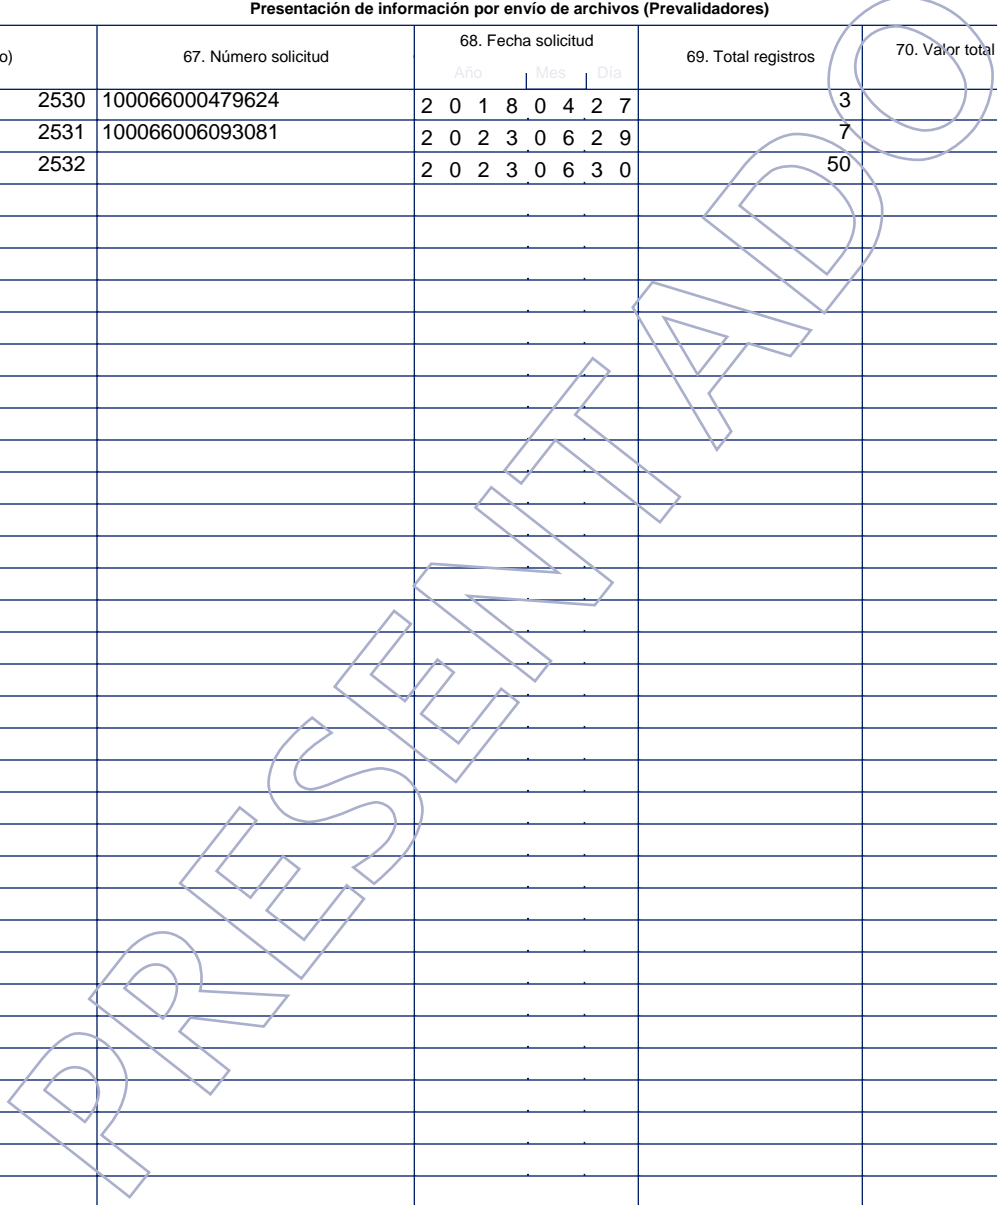 Presentación de información por envío de archivos (Prevalidadores)
o) 67. Número solicitud 68. Fecha solicitud 69. Total registros 70. Valor total
Año Mes Día
2530 100066000479624 2 0 1 8 0 4 2 7 3
2531 100066006093081 2 0 2 3 0 6 2 9 7
2532 2 0 2 3 0 6 3 0 50
PRESENTADO